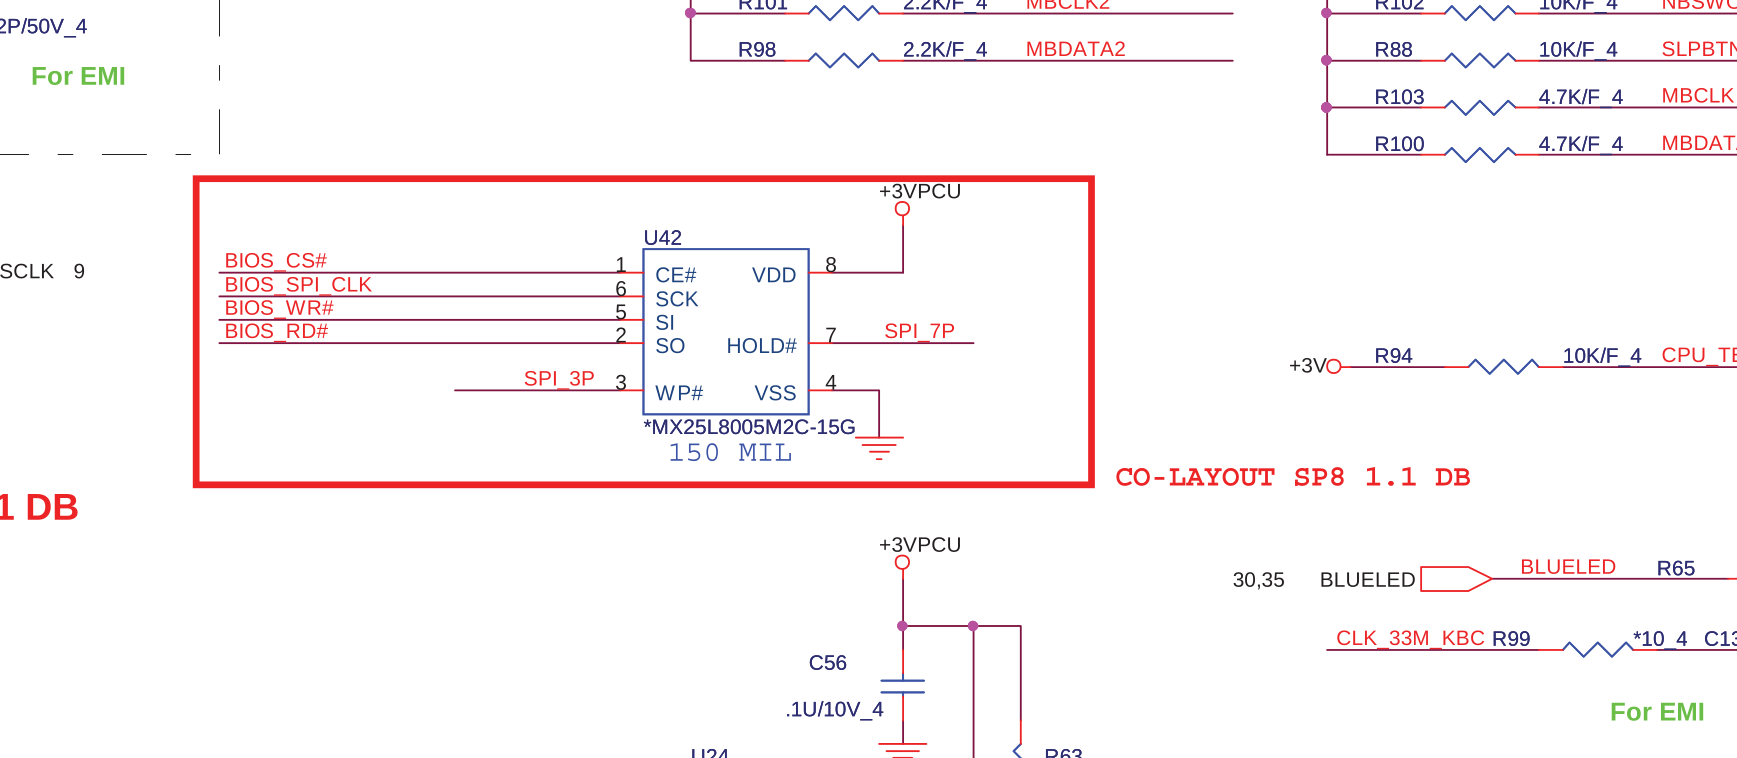 R101 2.2K/F_4 MBCLK2
R102 10K/F_4
2P/50V_4
R98 2.2K/F_4 MBDATA2
R88 10K/F_4 SLPBTN
For EMI
R103 4.7K/F_4 MBCLK
R100 4.7K/F_4
+3VPCU
U42
BIOS_CS# 1 CE# VDD 8
SCLK 9
BIOS_SPI_CLK 6 SCK
BIOS_WR# 5 SI
BIOS_RD# 2 SO HOLD# 7 SPI_7P
+3V R94 10K/F_4
SPI_3P 3 WP# VSS 4
*MX25L8005M2C-15G
150 MIL
CO-LAYOUT SP8 1.1 DB
1 DB
+3VPCU
30,35 BLUELED BLUELED R65
CLK_33M_KBC R99 *10_4
C56
.1U/10V_4
For EMI
U24 R63